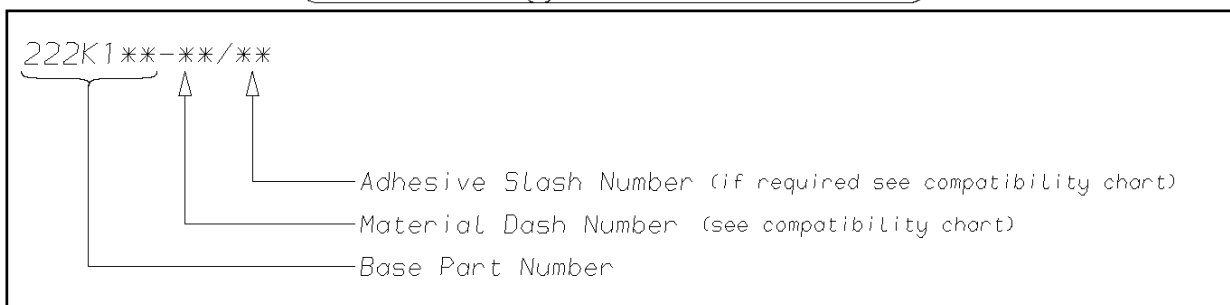 222K1**-**/**
Adhesive Slash Number (if required see compatibility chart)
Material Dash Number (see compatibility chart)
Base Part Number